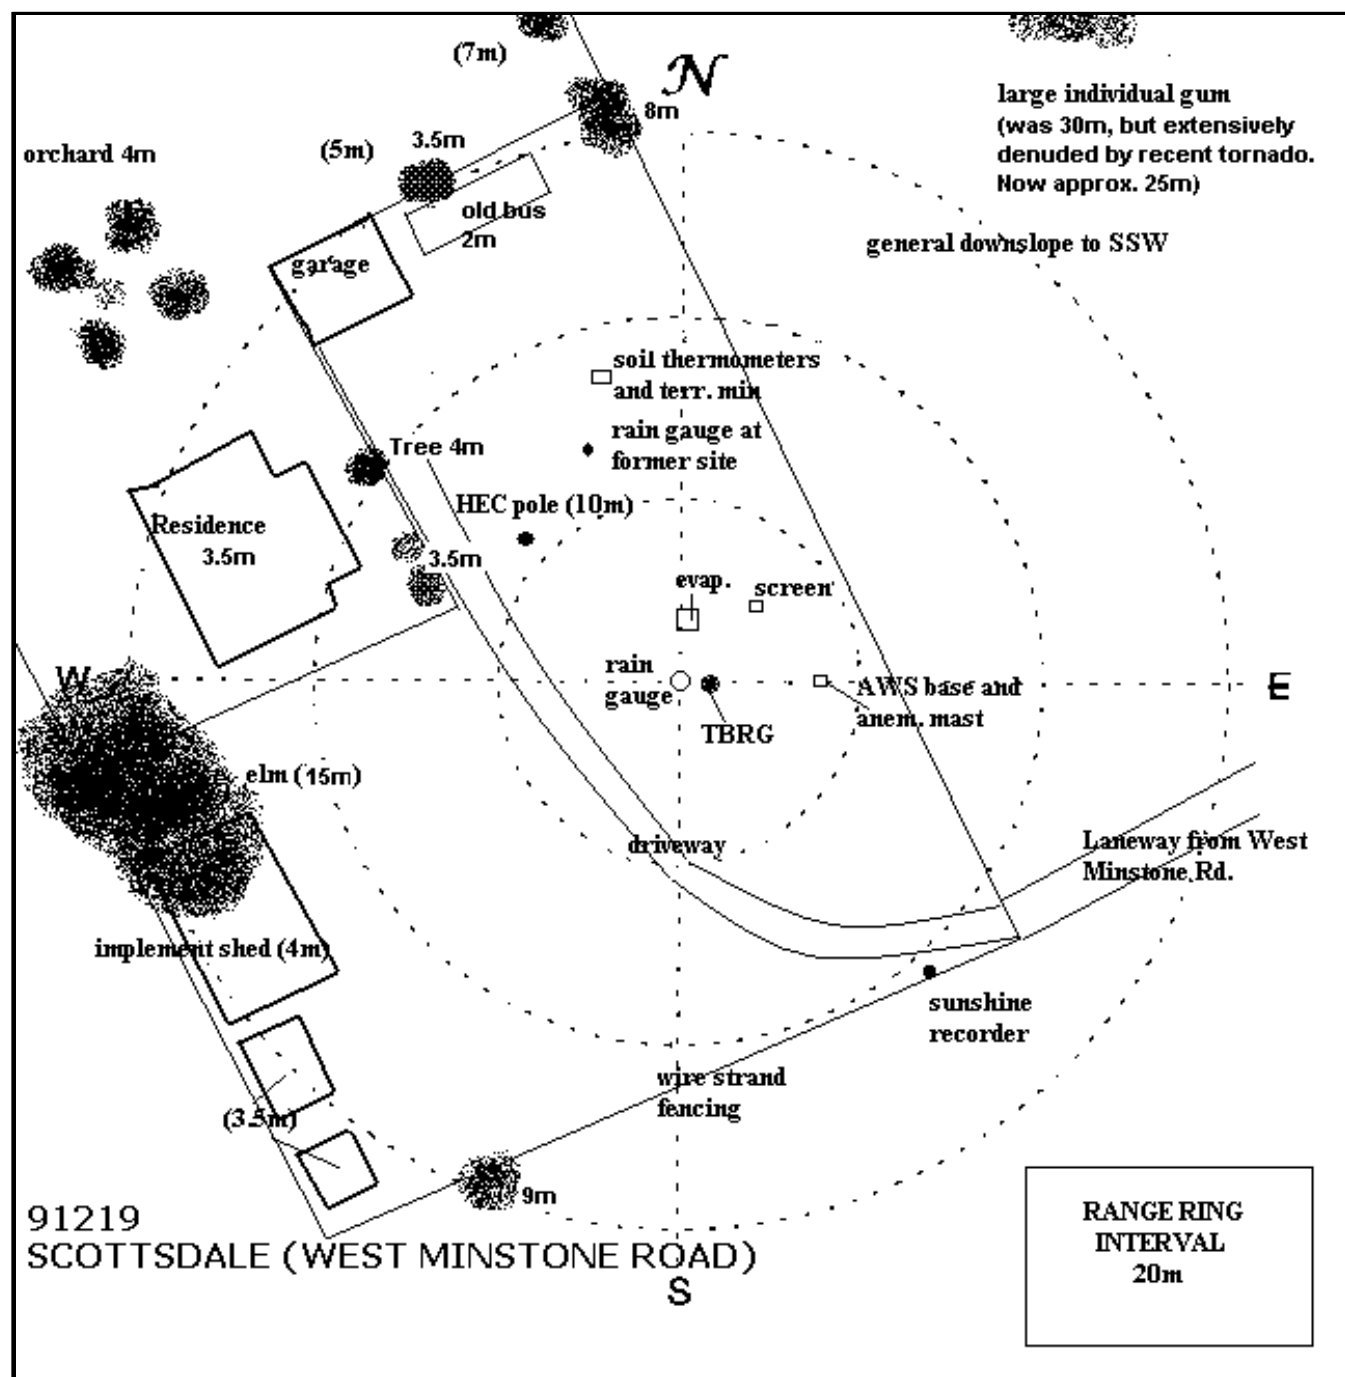 (7m)
N
8m
large individual gum
(was 30m, but extensively
denuded by recent tornado.
Now approx. 25m)
orchard 4m
(5m)
3.5m
old bus
2m
general downslope to SSW
garage
soil thermometers
and terr. min
rain gauge at
former site
Tree 4m
HEC pole (10m)
Residence
3.5m
3.5m
evap.
screen
W
rain
gauge
TBRG
AWS base and
anem. mast
E
elm (15m)
driveway
Laneway from West
Minstone Rd.
implement shed (4m)
sunshine
recorder
wire strand
fencing
(3.5m)
9m
91219
SCOTTSDALE (WEST MINSTONE ROAD)
S
RANGE RING
INTERVAL
20m